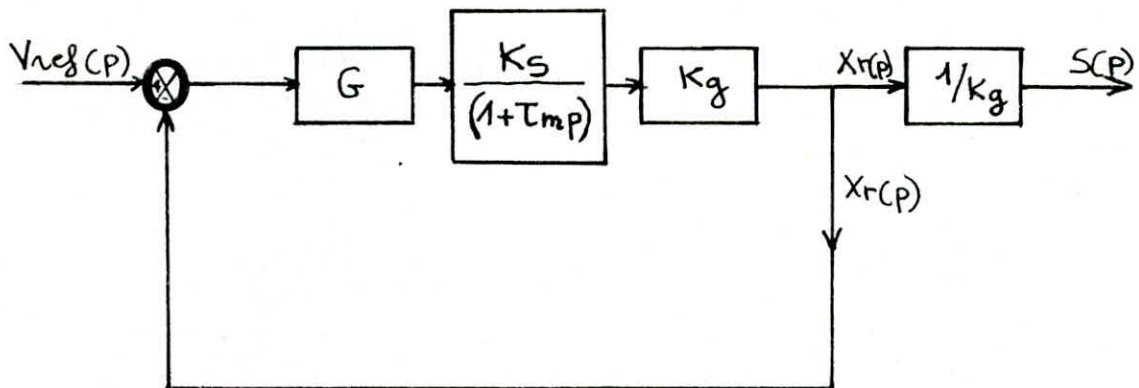 Vref(p)
+
G
Ks
(1+τmp)
Kg
Xr(p)
1/Kg
S(p)
Xr(p)